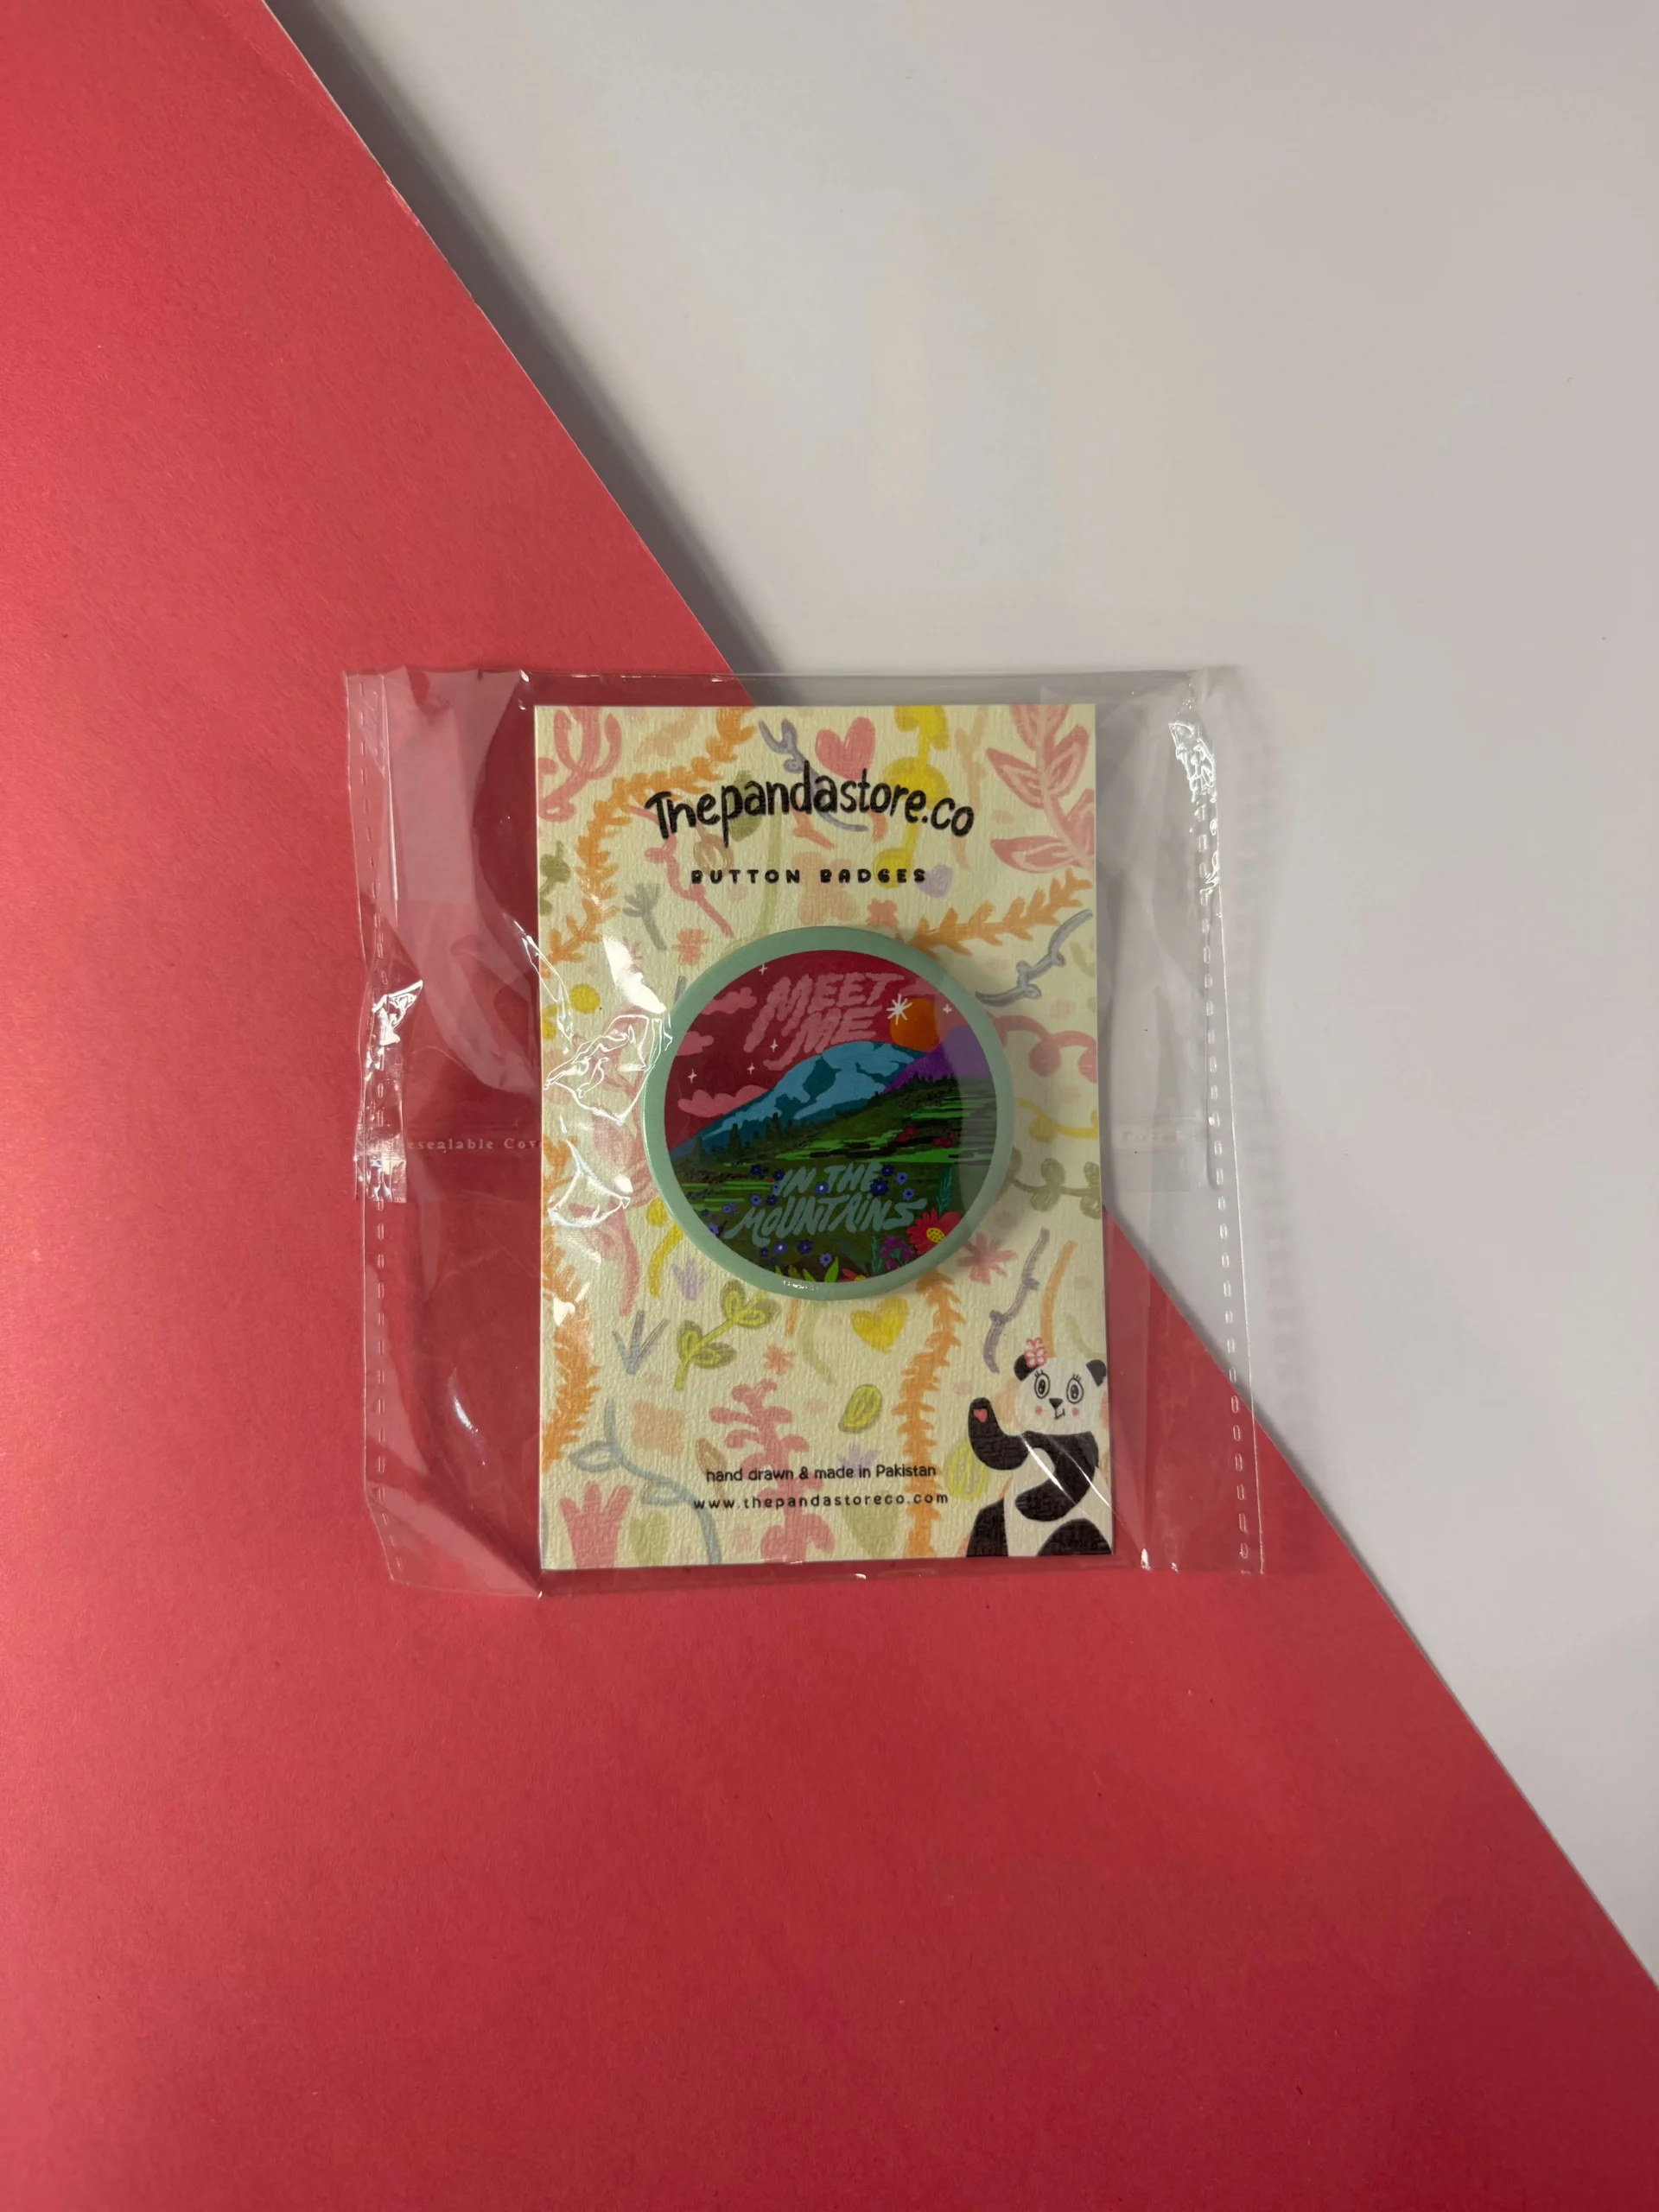 Thepandastore.co
BUTTON BADGES
MEET
ME
IN THE
MOUNTAINS
hand drawn & made in Pakistan
www.thepandastoreco.com